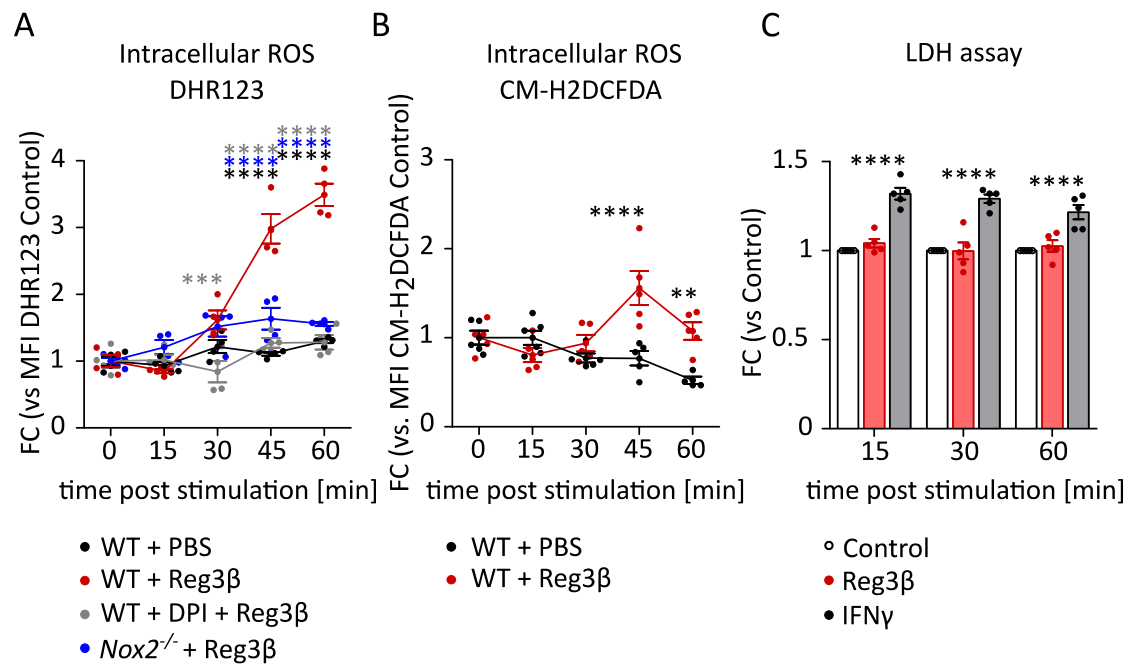 A
Intracellular ROS
DHR123
FC (vs MFI DHR123 Control)
4
3
2
1
0
***
****
****
****
****
****
****
0 15 30 45 60
time post stimulation [min]
WT + PBS
WT + Reg3β
WT + DPI + Reg3β
Nox2-/- + Reg3β
B
Intracellular ROS
CM-H2DCFDA
FC (vs. MFI CM-H2DCFDA Control)
3
2
1
0
****
**
0 15 30 45 60
time post stimulation [min]
WT + PBS
WT + Reg3β
C
LDH assay
FC (vs Control)
1.5
1
0.5
0
****
****
****
15 30 60
time post stimulation [min]
Control
Reg3β
IFNγ